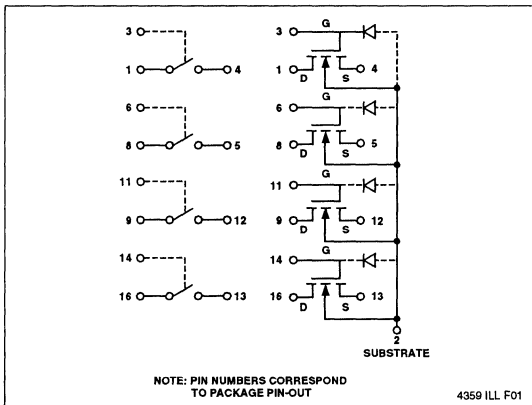 3
1 4
6
8 5
11
9 12
14
16 13
G
3
1 4
D S
G
6
8 5
D S
G
11
9 12
D S
G
14
16 13
D S
2
SUBSTRATE
NOTE: PIN NUMBERS CORRESPOND
TO PACKAGE PIN-OUT
4359 ILL F01